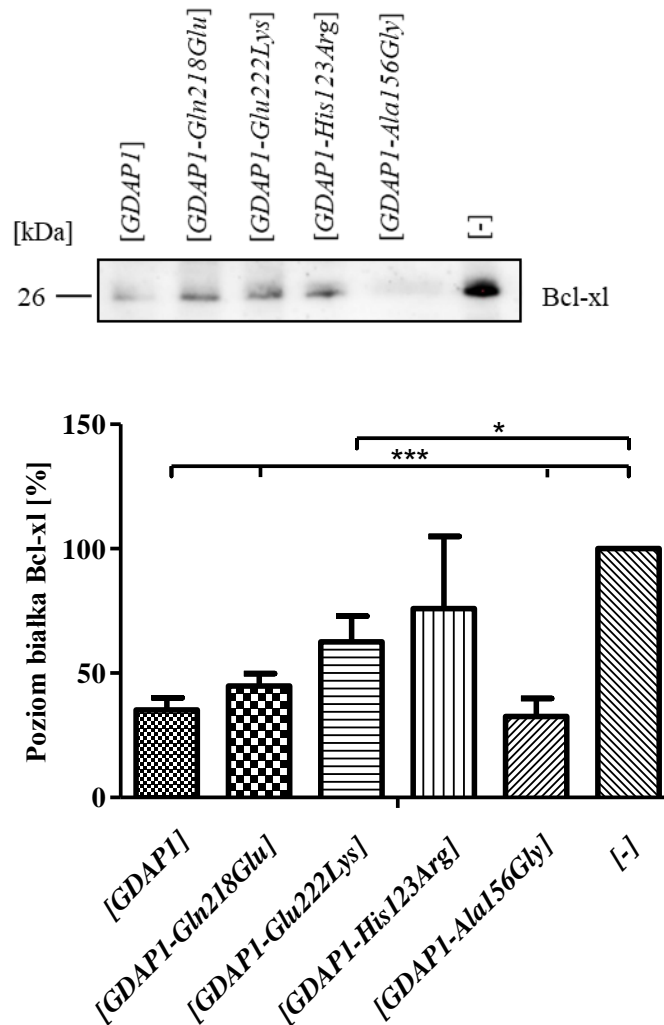 [GDAP1]
[GDAP1-Gln218Glu]
[GDAP1-Glu222Lys]
[GDAP1-His123Arg]
[GDAP1-Ala156Gly]
[-]
[kDa]
26
Bcl-xl
Poziom białka Bcl-xl [%]
150
100
50
0
*
***
[GDAP1]
[GDAP1-Gln218Glu]
[GDAP1-Glu222Lys]
[GDAP1-His123Arg]
[GDAP1-Ala156Gly]
[-]